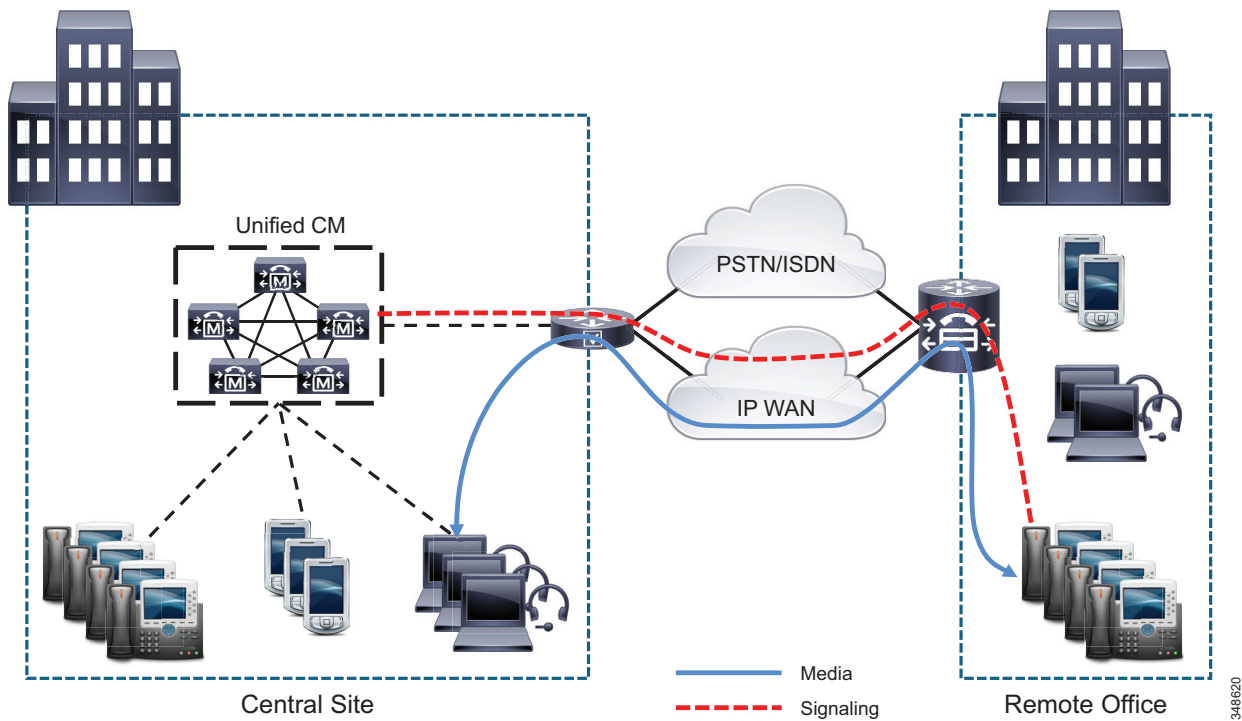 Unified CM
M
M
M
M
M
V
PSTN/ISDN
IP WAN
Central Site
Media
Signaling
Remote Office
348620